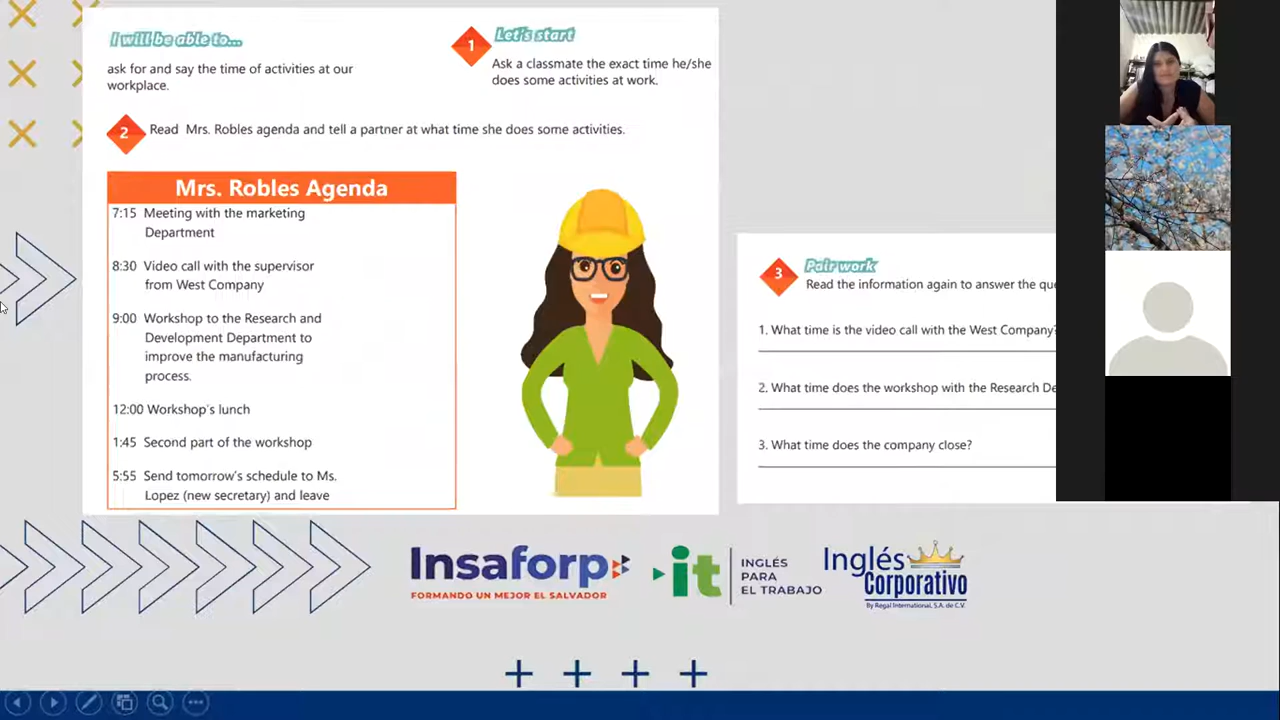 I will be able to...
ask for and say the time of activities at our
workplace.
1
Let's start
Ask a classmate the exact time he/she
does some activities at work.
2
Read Mrs. Robles agenda and tell a partner at what time she does some activities.
Mrs. Robles Agenda
7:15 Meeting with the marketing
Department
8:30 Video call with the supervisor
from West Company
9:00 Workshop to the Research and
Development Department to
improve the manufacturing
process.
12:00 Workshop´s lunch
1:45 Second part of the workshop
5:55 Send tomorrow's schedule to Ms.
Lopez (new secretary) and leave
3
Pair work
Read the information again to answer the
1. What time is the video call with the West Company?
2. What time does the workshop with the Research
3. What time does the company close?
Insaforp
FORMANDO UN MEJOR EL SALVADOR
it
INGLÉS
PARA
EL TRABAJO
Inglés
Corporativo
By Regal International, S.A. de C.V.